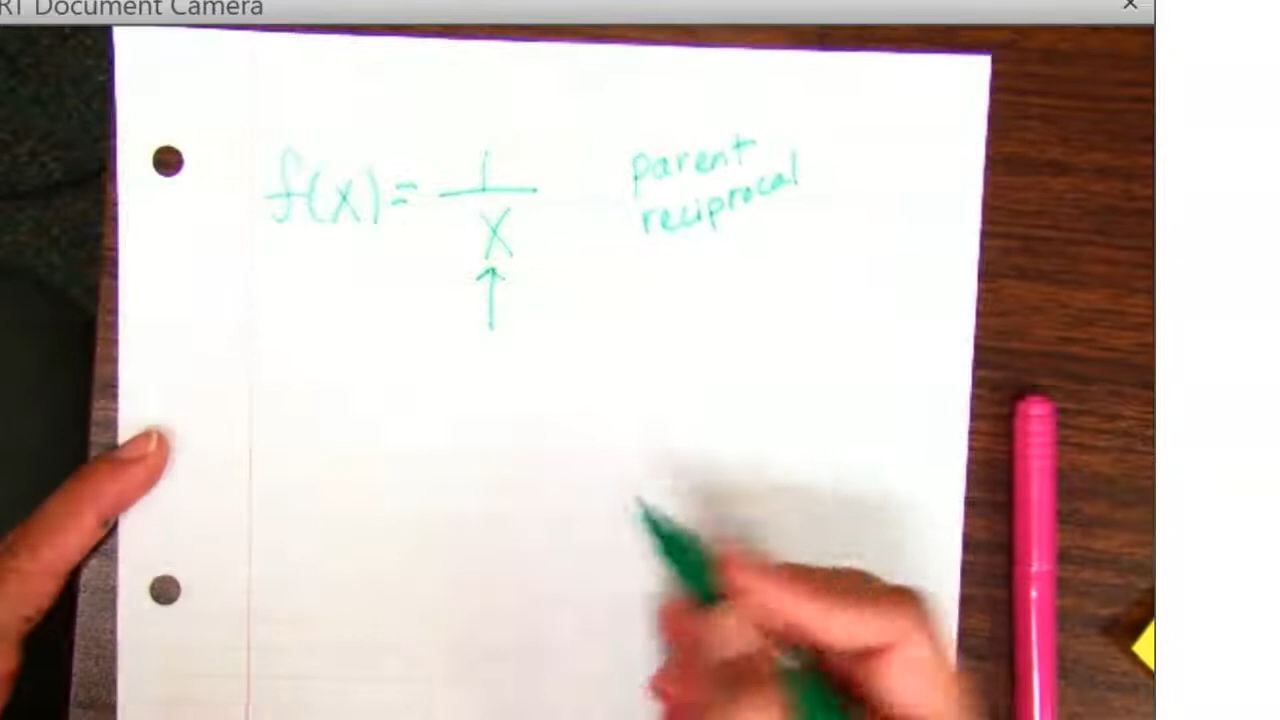 RT Document Camera
f(x) = 1/x
parent
reciprocal